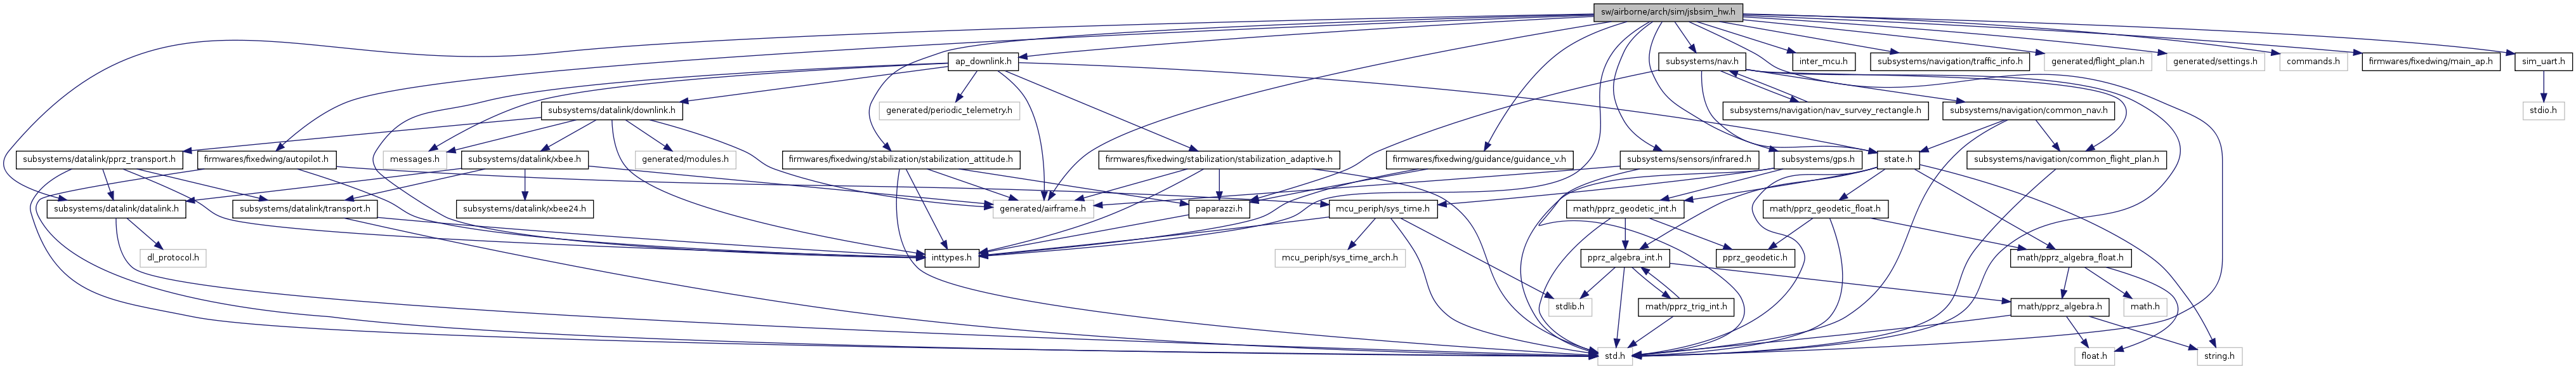 sw/airborne/arch/sim/jsbsim_hw.h
ap_downlink.h
subsystems/nav.h
inter_mcu.h
subsystems/navigation/traffic_info.h
generated/flight_plan.h
generated/settings.h
commands.h
firmwares/fixedwing/main_ap.h
sim_uart.h
subsystems/datalink/downlink.h
generated/periodic_telemetry.h
subsystems/navigation/nav_survey_rectangle.h
subsystems/navigation/common_nav.h
stdio.h
subsystems/datalink/pprz_transport.h
firmwares/fixedwing/autopilot.h
messages.h
subsystems/datalink/xbee.h
generated/modules.h
firmwares/fixedwing/stabilization/stabilization_attitude.h
firmwares/fixedwing/stabilization/stabilization_adaptive.h
firmwares/fixedwing/guidance/guidance_v.h
subsystems/sensors/infrared.h
subsystems/gps.h
state.h
subsystems/navigation/common_flight_plan.h
subsystems/datalink/datalink.h
subsystems/datalink/transport.h
subsystems/datalink/xbee24.h
generated/airframe.h
paparazzi.h
mcu_periph/sys_time.h
math/pprz_geodetic_int.h
math/pprz_geodetic_float.h
dl_protocol.h
inttypes.h
mcu_periph/sys_time_arch.h
pprz_algebra_int.h
pprz_geodetic.h
math/pprz_algebra_float.h
stdlib.h
math/pprz_trig_int.h
math/pprz_algebra.h
math.h
std.h
float.h
string.h